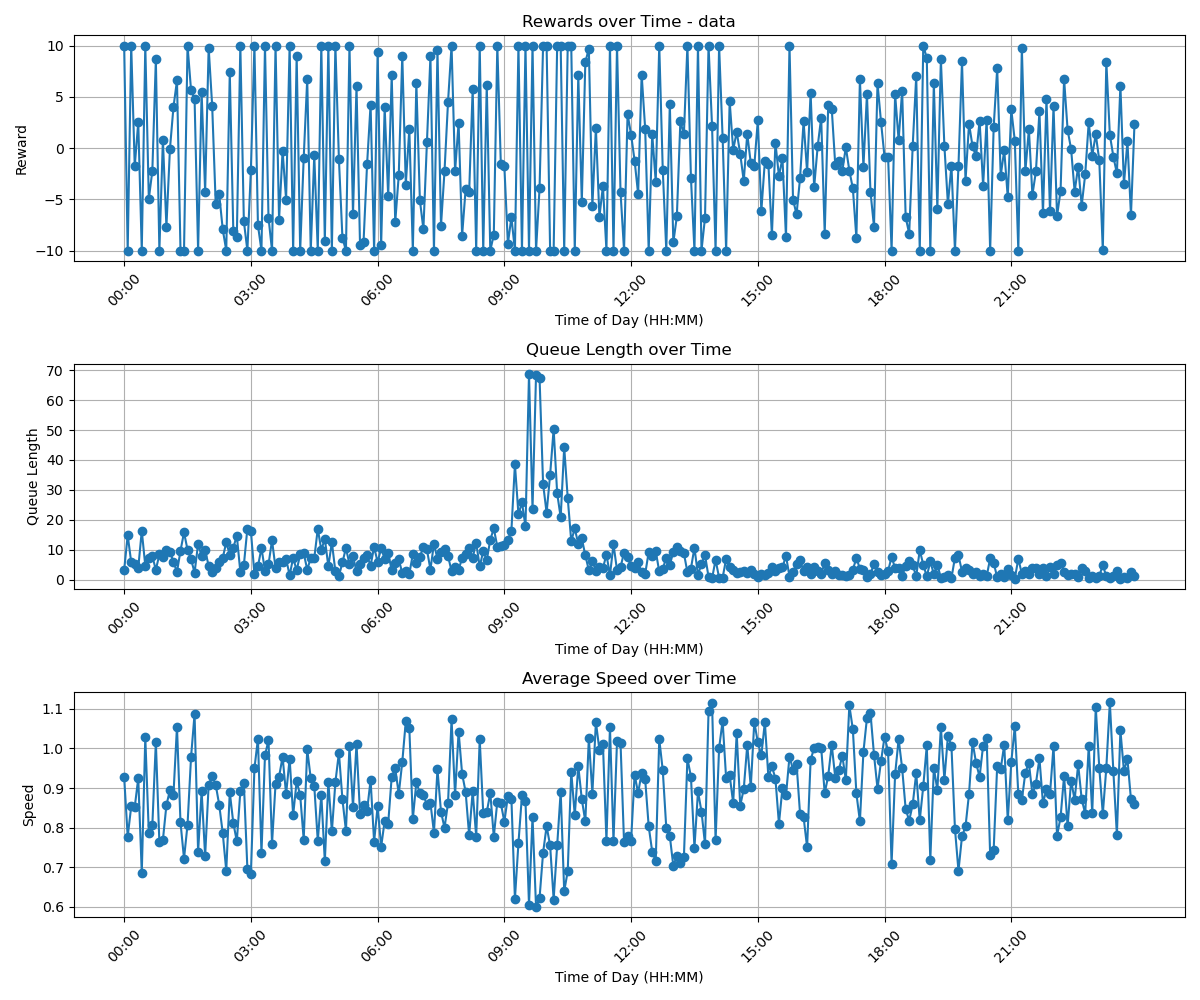 Rewards over Time - data
10
5
0
−5
−10
Reward
00:00 03:00 06:00 09:00 12:00 15:00 18:00 21:00
Time of Day (HH:MM)
Queue Length over Time
70
60
50
40
30
20
10
0
Queue Length
00:00 03:00 06:00 09:00 12:00 15:00 18:00 21:00
Time of Day (HH:MM)
Average Speed over Time
1.1
1.0
0.9
0.8
0.7
0.6
Speed
00:00 03:00 06:00 09:00 12:00 15:00 18:00 21:00
Time of Day (HH:MM)